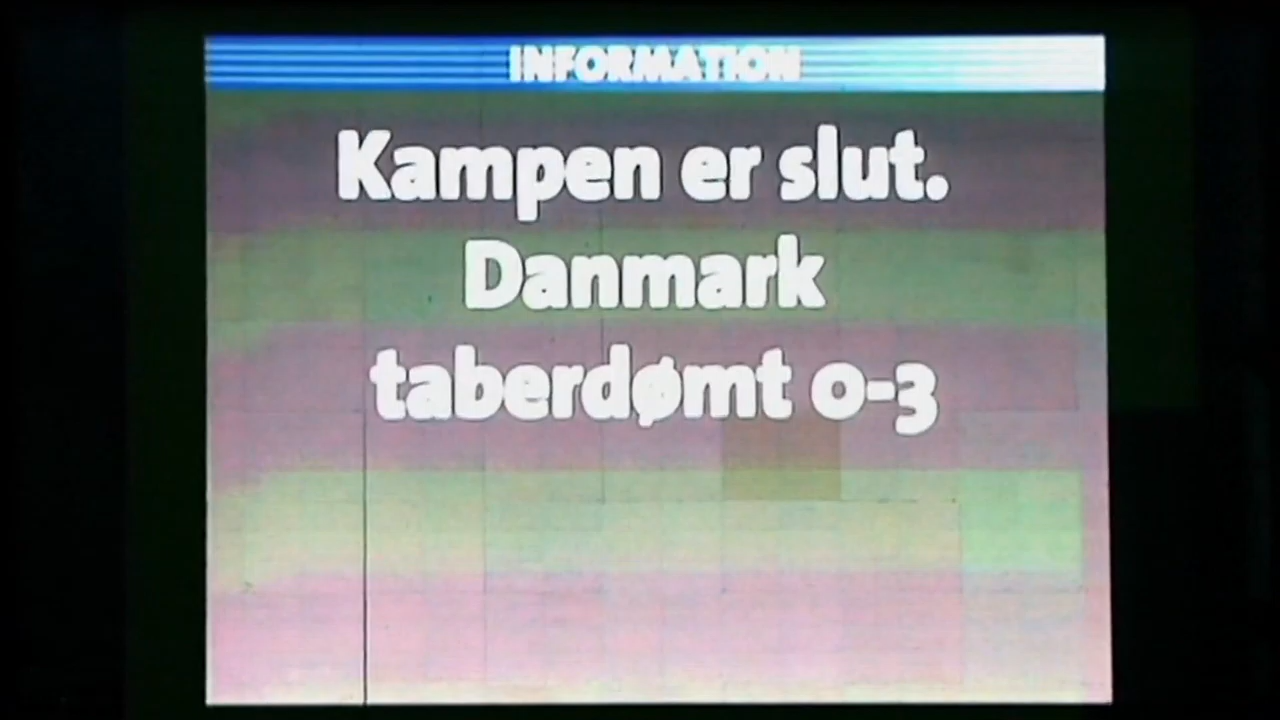 INFORMATION
Kampen er slut.
Danmark
taberdømt 0-3